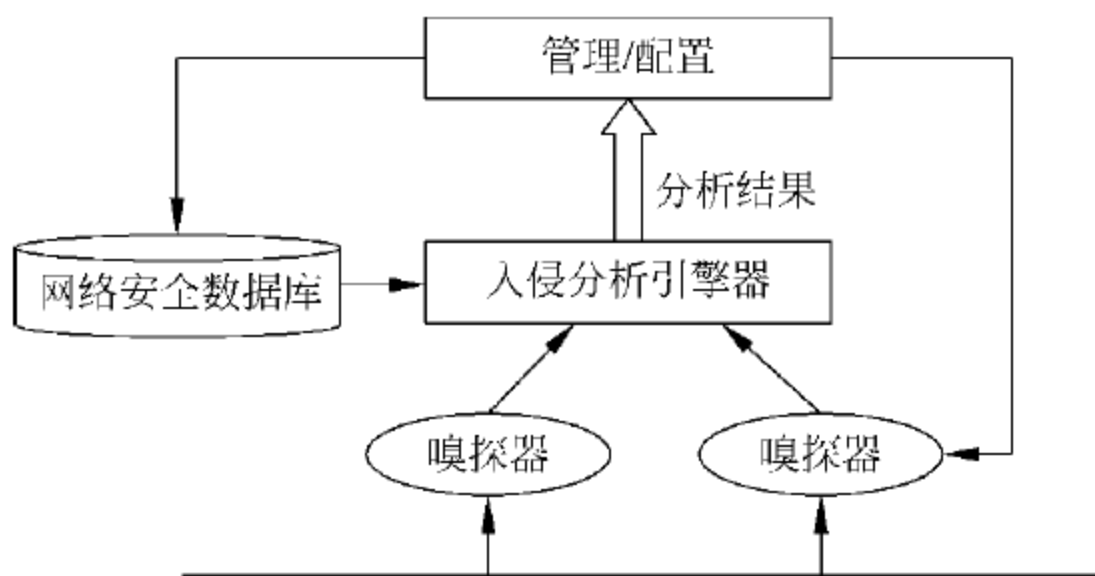 管理/配置
分析结果
网络安全数据库
入侵分析引擎器
嗅探器
嗅探器